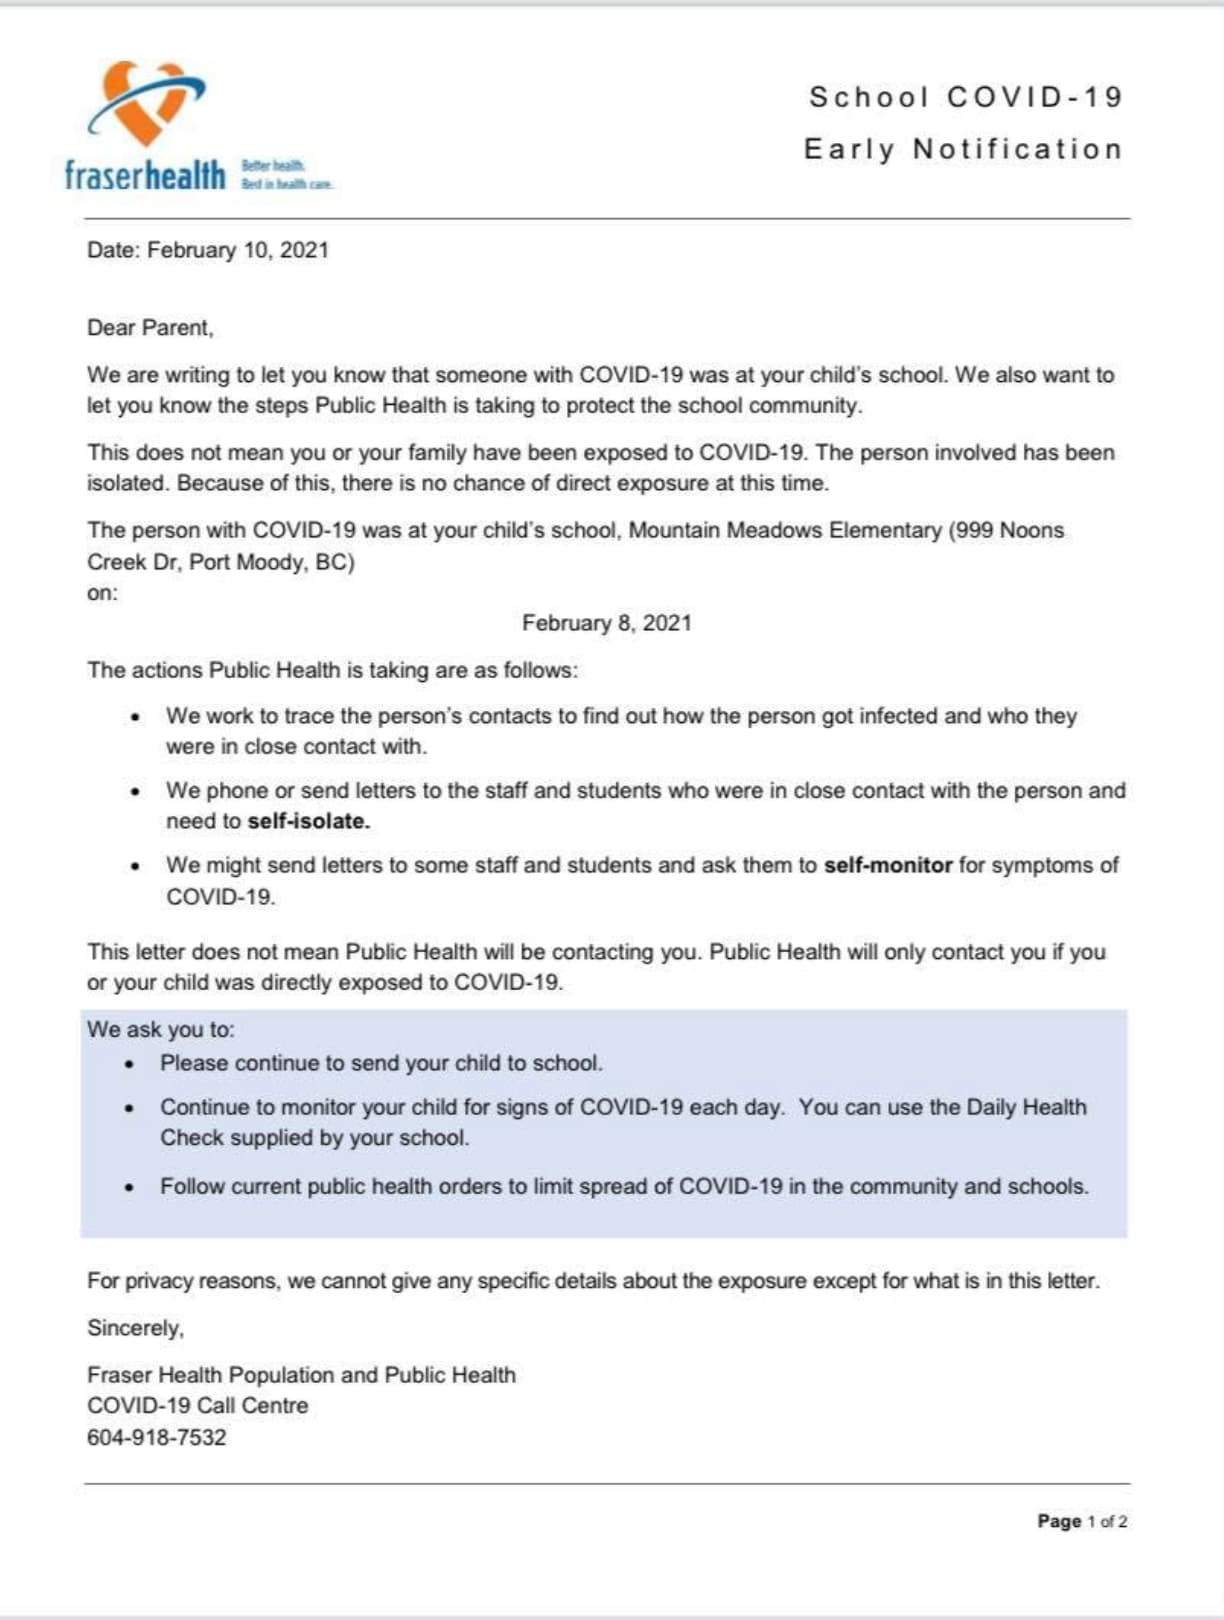 School COVID-19
Early Notification
fraserhealth
Better health.
Best in health care.
Date: February 10, 2021
Dear Parent,
We are writing to let you know that someone with COVID-19 was at your child's school. We also want to
let you know the steps Public Health is taking to protect the school community.
This does not mean you or your family have been exposed to COVID-19. The person involved has been
isolated. Because of this, there is no chance of direct exposure at this time.
The person with COVID-19 was at your child's school, Mountain Meadows Elementary (999 Noons
Creek Dr, Port Moody, BC)
on:
February 8, 2021
The actions Public Health is taking are as follows:
• We work to trace the person's contacts to find out how the person got infected and who they
were in close contact with.
• We phone or send letters to the staff and students who were in close contact with the person and
need to self-isolate.
• We might send letters to some staff and students and ask them to self-monitor for symptoms of
COVID-19.
This letter does not mean Public Health will be contacting you. Public Health will only contact you if you
or your child was directly exposed to COVID-19.
We ask you to:
• Please continue to send your child to school.
• Continue to monitor your child for signs of COVID-19 each day. You can use the Daily Health
Check supplied by your school.
• Follow current public health orders to limit spread of COVID-19 in the community and schools.
For privacy reasons, we cannot give any specific details about the exposure except for what is in this letter.
Sincerely,
Fraser Health Population and Public Health
COVID-19 Call Centre
604-918-7532
Page 1 of 2